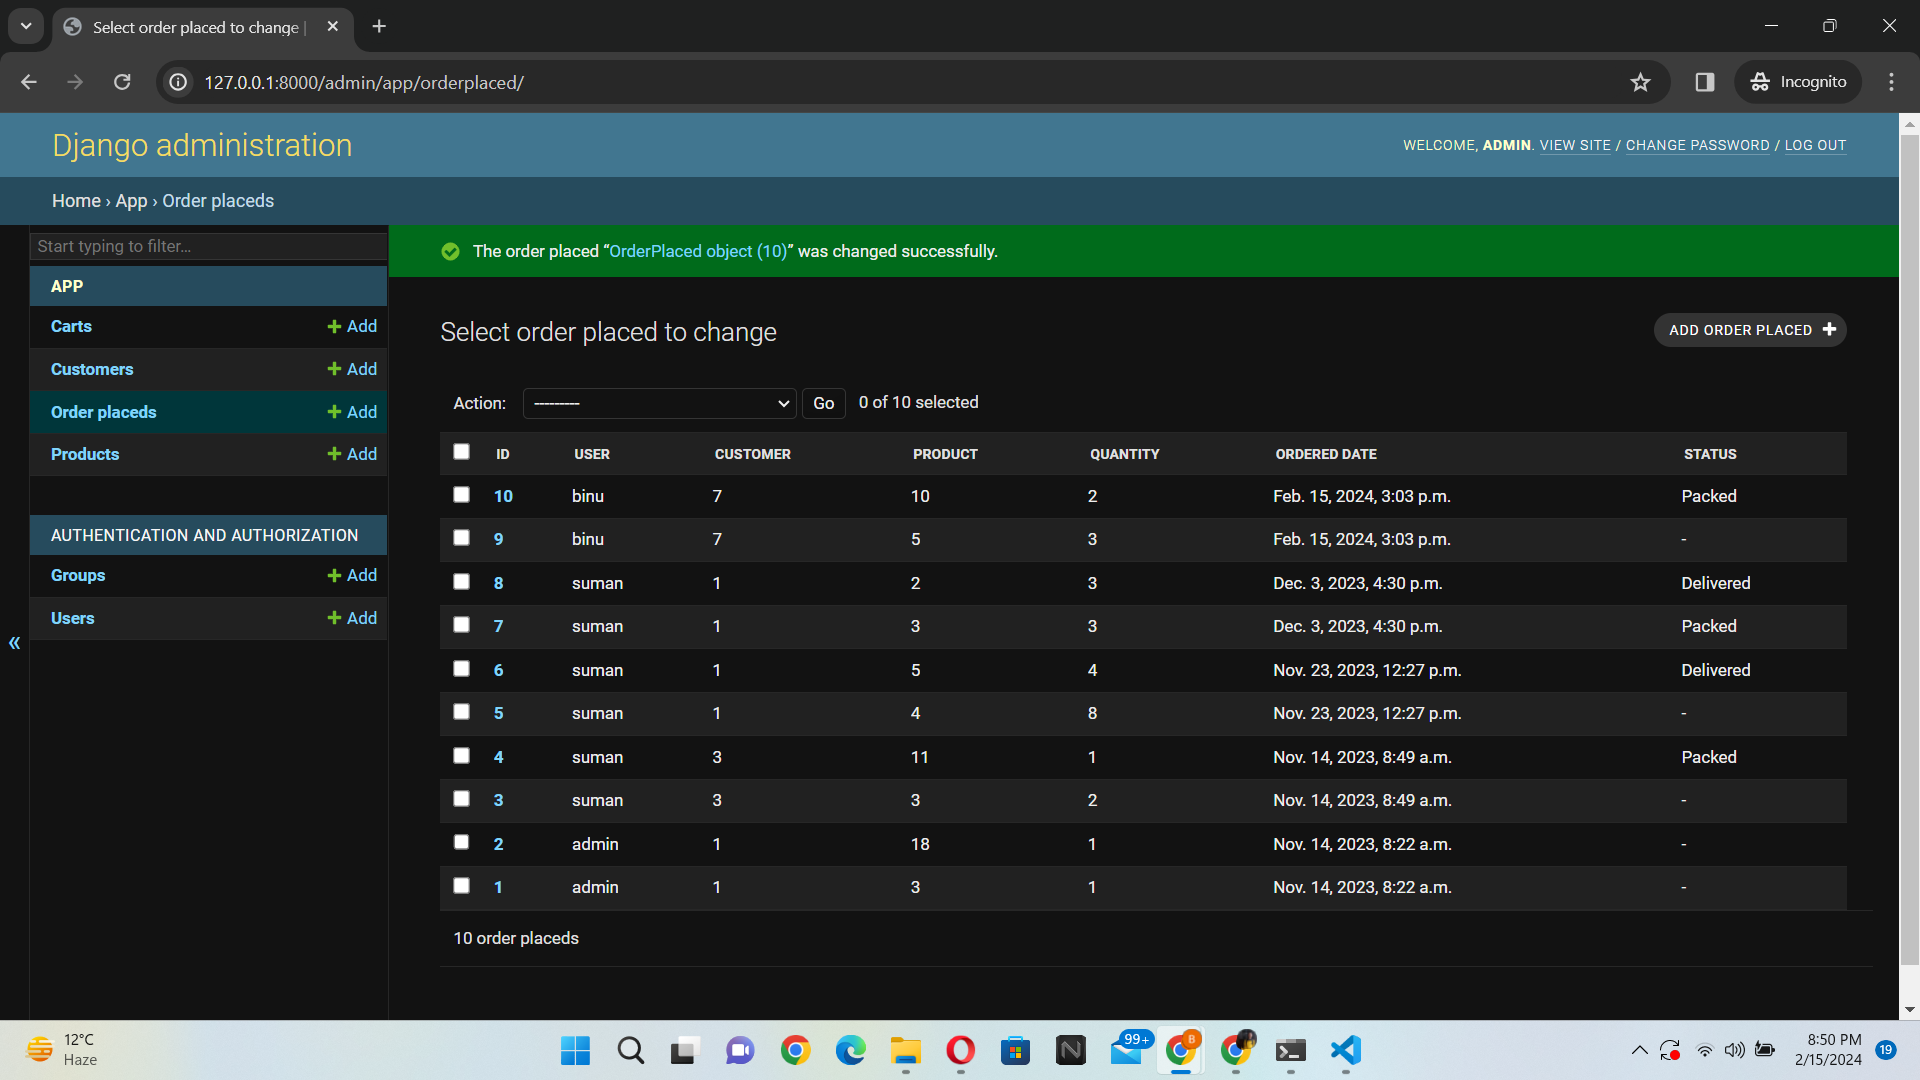 Select order placed to change |
127.0.0.1:8000/admin/app/orderplaced/
Incognito
Django administration
WELCOME, ADMIN. VIEW SITE / CHANGE PASSWORD / LOG OUT
Home › App › Order placeds
Start typing to filter...
The order placed “OrderPlaced object (10)” was changed successfully.
APP
Carts + Add
Customers + Add
Order placeds + Add
Products + Add
AUTHENTICATION AND AUTHORIZATION
Groups + Add
Users + Add
«
Select order placed to change
ADD ORDER PLACED +
Action: --------- Go 0 of 10 selected
ID USER CUSTOMER PRODUCT QUANTITY ORDERED DATE STATUS
10 binu 7 10 2 Feb. 15, 2024, 3:03 p.m. Packed
9 binu 7 5 3 Feb. 15, 2024, 3:03 p.m. -
8 suman 1 2 3 Dec. 3, 2023, 4:30 p.m. Delivered
7 suman 1 3 3 Dec. 3, 2023, 4:30 p.m. Packed
6 suman 1 5 4 Nov. 23, 2023, 12:27 p.m. Delivered
5 suman 1 4 8 Nov. 23, 2023, 12:27 p.m. -
4 suman 3 11 1 Nov. 14, 2023, 8:49 a.m. Packed
3 suman 3 3 2 Nov. 14, 2023, 8:49 a.m. -
2 admin 1 18 1 Nov. 14, 2023, 8:22 a.m. -
1 admin 1 3 1 Nov. 14, 2023, 8:22 a.m. -
10 order placeds
12°C
Haze
99+
B
8:50 PM
2/15/2024
19